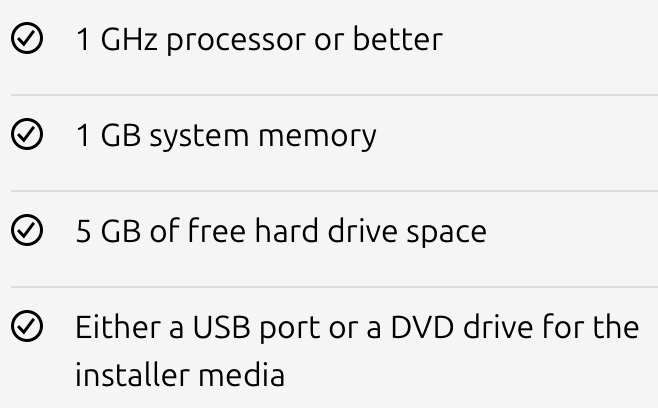 1 GHz processor or better
1 GB system memory
5 GB of free hard drive space
Either a USB port or a DVD drive for the
installer media